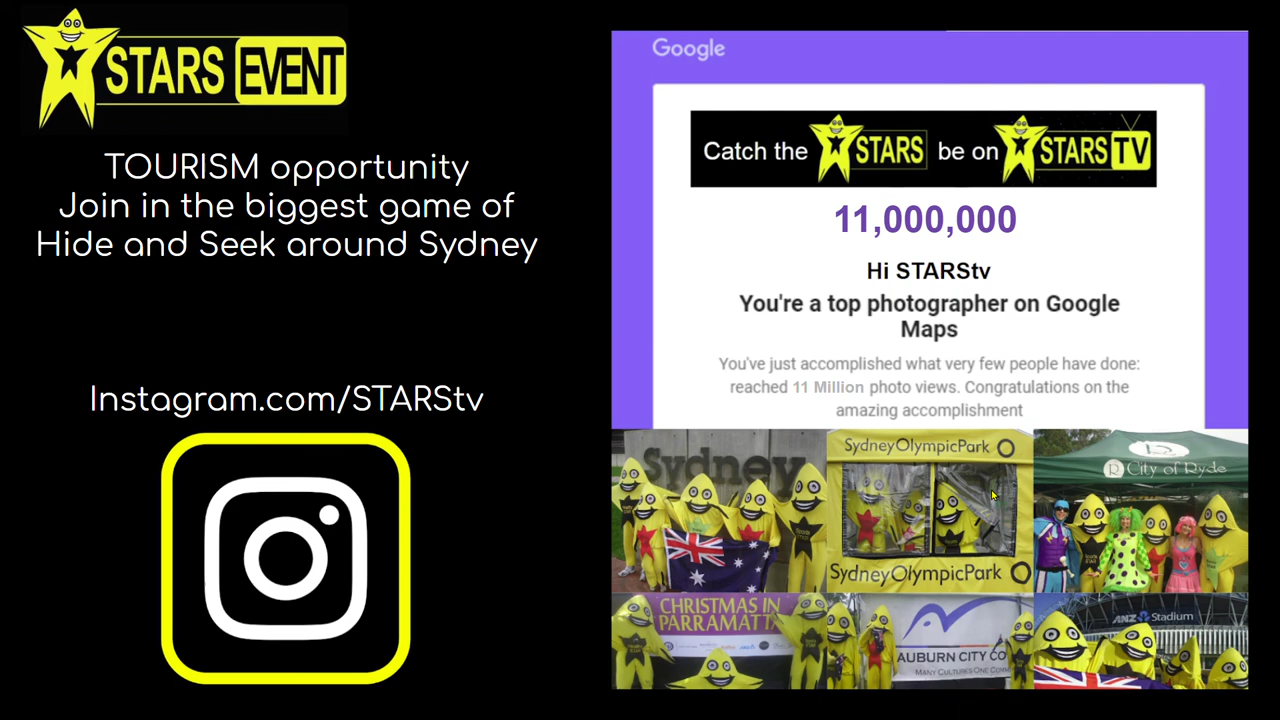 STARS EVENT
TOURISM opportunity
Join in the biggest game of
Hide and Seek around Sydney
Instagram.com/STARStv
Google
Catch the STARS be on STARS TV
11,000,000
Hi STARStv
You're a top photographer on Google
Maps
You've just accomplished what very few people have done:
reached 11 Million photo views. Congratulations on the
amazing accomplishment
Sydney
SydneyOlympicPark
SydneyOlympicPark
City of Ryde
CHRISTMAS IN
PARRAMATTA
AUBURN CITY CO
MANY CULTURES ONE COMM
ANZ Stadium